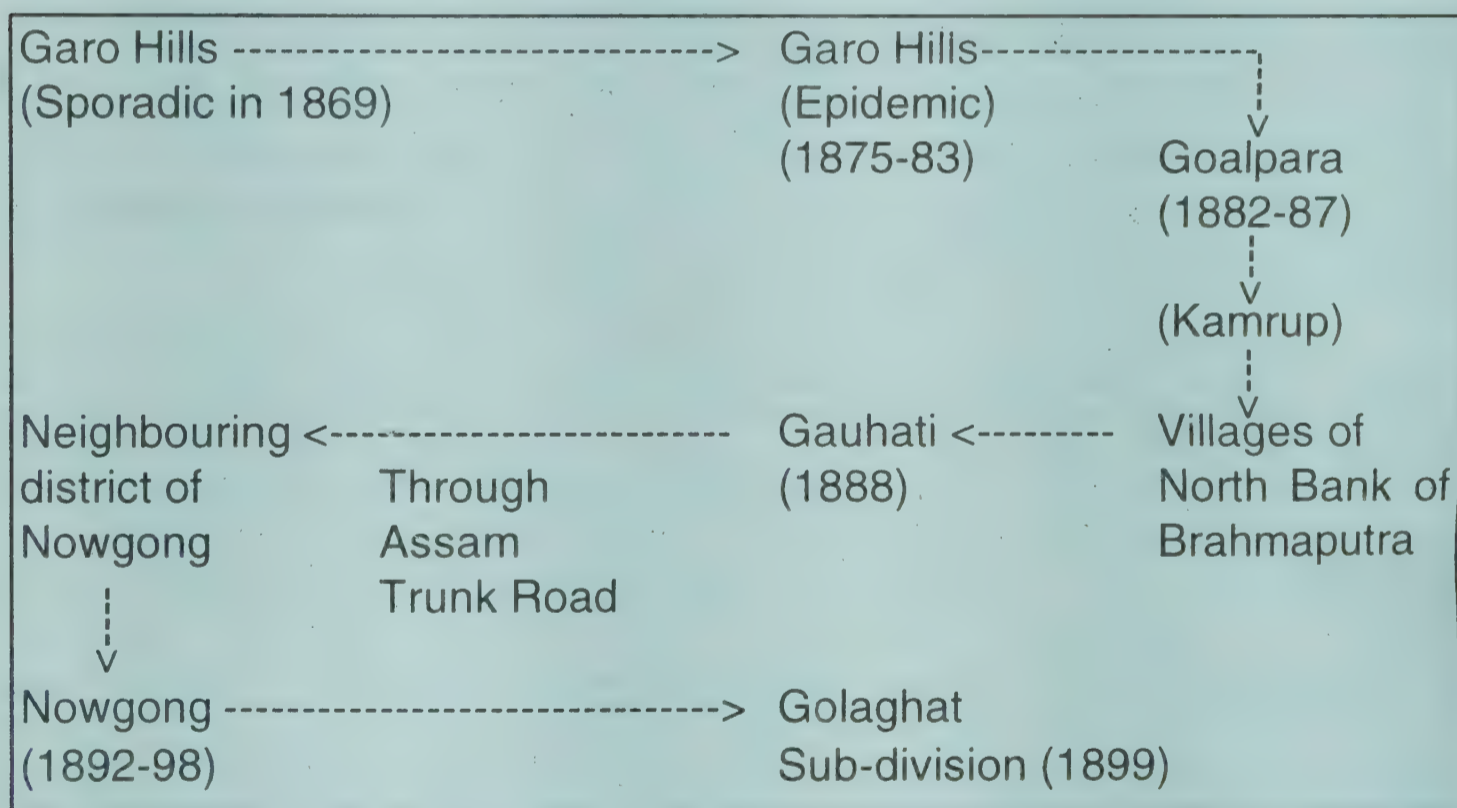 Garo Hills ------------------------------> Garo Hills-----------------
(Sporadic in 1869)
(Epidemic)
(1875-83)
Goalpara
(1882-87)
(Kamrup)
Villages of
North Bank of
Brahmaputra
Gauhati <---------
(1888)
Neighbouring <-------------------------
district of
Nowgong
Through
Assam
Trunk Road
Nowgong ------------------------------->
(1892-98)
Golaghat
Sub-division (1899)